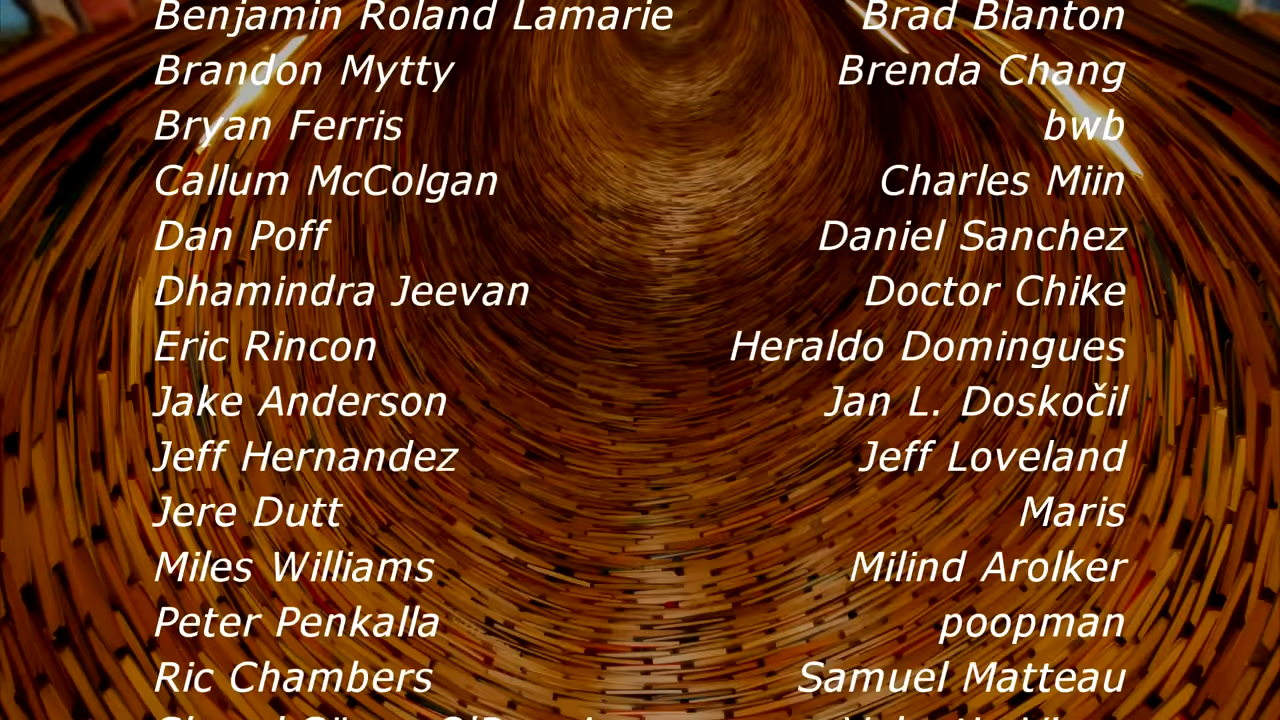 Benjamin Roland Lamarie Brad Blanton
Brandon Mytty Brenda Chang
Bryan Ferris bwb
Callum McColgan Charles Miin
Dan Poff Daniel Sanchez
Dhamindra Jeevan Doctor Chike
Eric Rincon Heraldo Domingues
Jake Anderson Jan L. Doskočil
Jeff Hernandez Jeff Loveland
Jere Dutt Maris
Miles Williams Milind Arolker
Peter Penkalla poopman
Ric Chambers Samuel Matteau